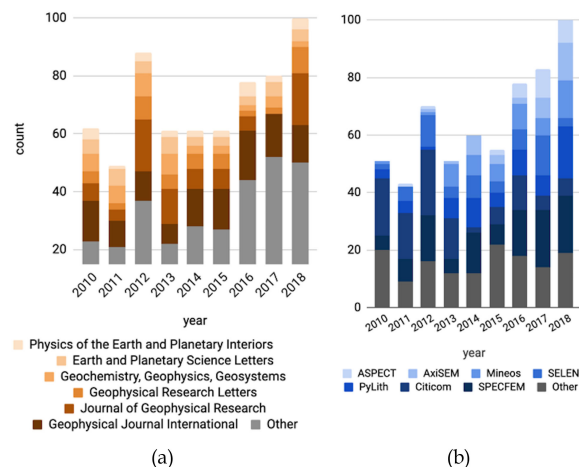 100
80
60
40
20
count
2010
2011
2012
2013
2014
2015
2016
2017
2018
year
Physics of the Earth and Planetary Interiors
Earth and Planetary Science Letters
Geochemistry, Geophysics, Geosystems
Geophysical Research Letters
Journal of Geophysical Research
Geophysical Journal International Other
(a)
100
80
60
40
20
0
2010
2011
2012
2013
2014
2015
2016
2017
2018
year
ASPECT AxiSEM Mineos SELEN
PyLith Citicom SPECFEM Other
(b)